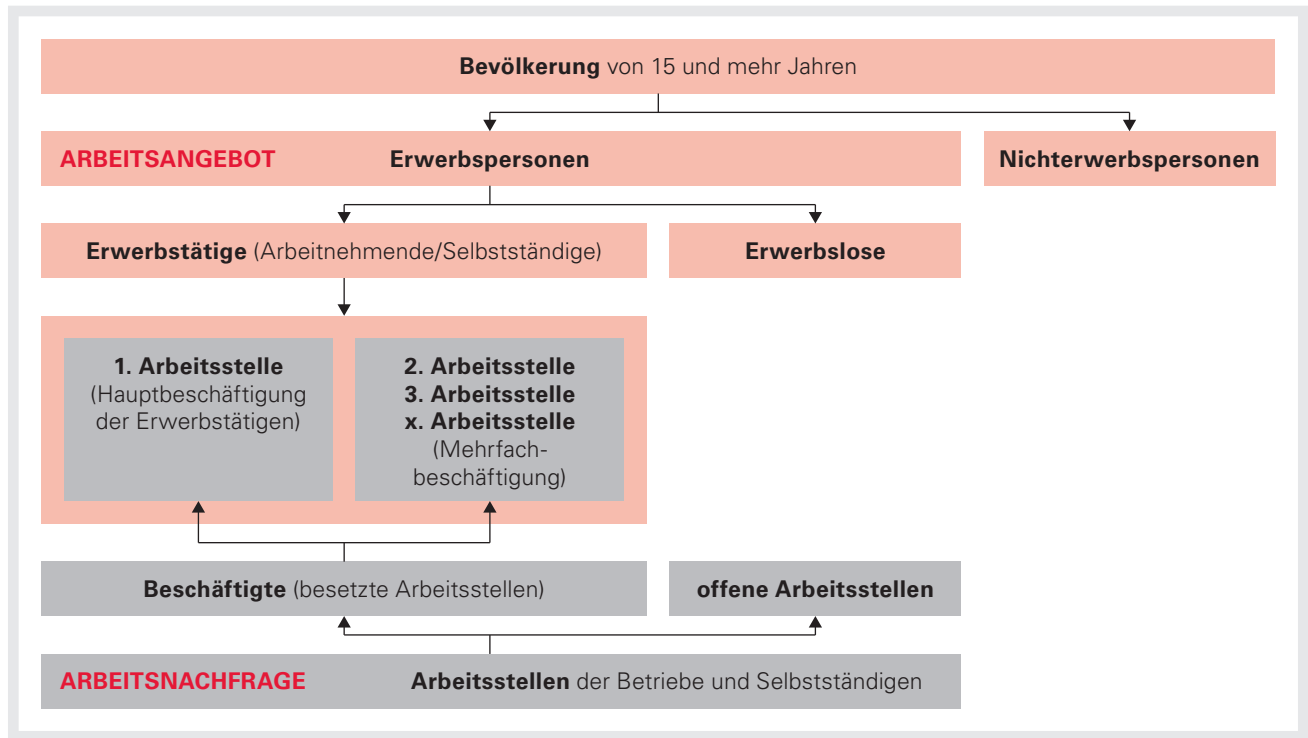 Bevölkerung von 15 und mehr Jahren
ARBEITSANGEBOT Erwerbspersonen
Nichterwerbspersonen
Erwerbstätige (Arbeitnehmende/Selbstständige)
Erwerbslose
1. Arbeitsstelle
(Hauptbeschäftigung
der Erwerbstätigen)
2. Arbeitsstelle
3. Arbeitsstelle
x. Arbeitsstelle
(Mehrfach-
beschäftigung)
Beschäftigte (besetzte Arbeitsstellen)
offene Arbeitsstellen
ARBEITSNACHFRAGE Arbeitsstellen der Betriebe und Selbstständigen